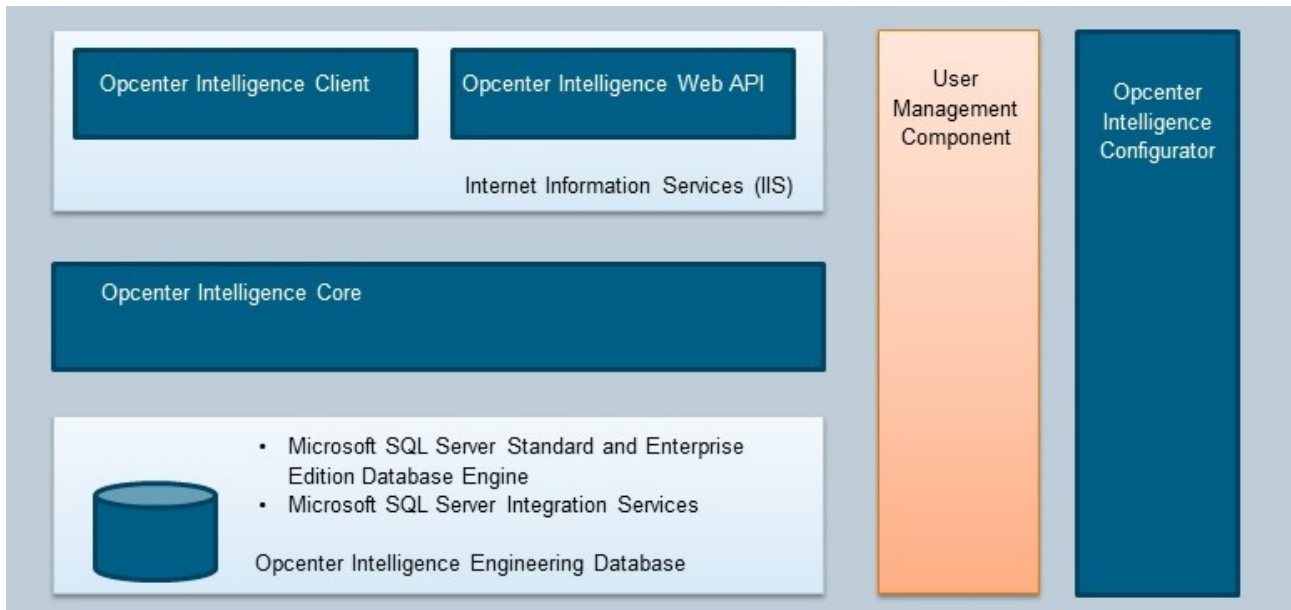 Opcenter Intelligence Client
Opcenter Intelligence Web API
Internet Information Services (IIS)
User
Management
Component
Opcenter
Intelligence
Configurator
Opcenter Intelligence Core
• Microsoft SQL Server Standard and Enterprise
Edition Database Engine
• Microsoft SQL Server Integration Services
Opcenter Intelligence Engineering Database